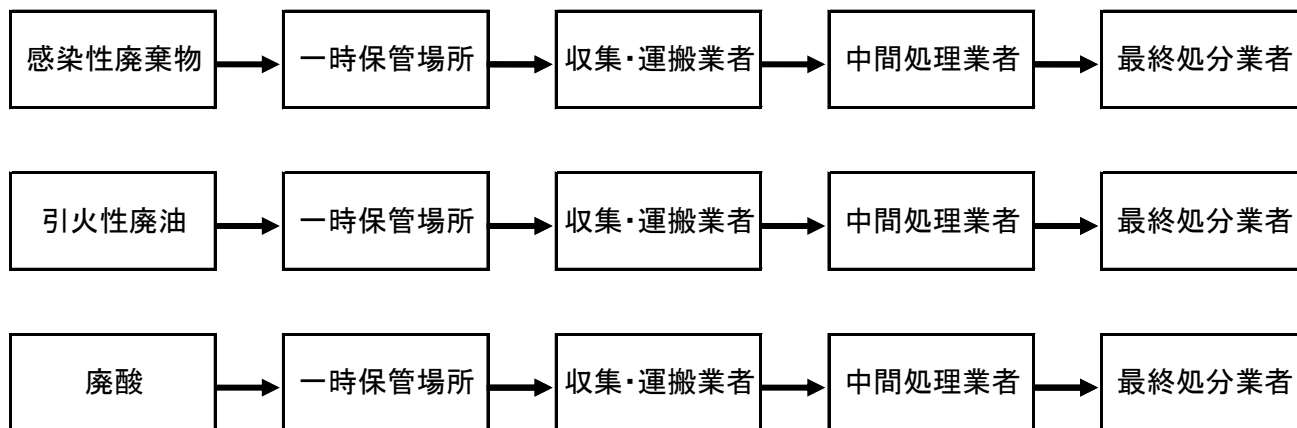 感染性廃棄物 一時保管場所 収集・運搬業者 中間処理業者 最終処分業者
引火性廃油 一時保管場所 収集・運搬業者 中間処理業者 最終処分業者
廃酸 一時保管場所 収集・運搬業者 中間処理業者 最終処分業者